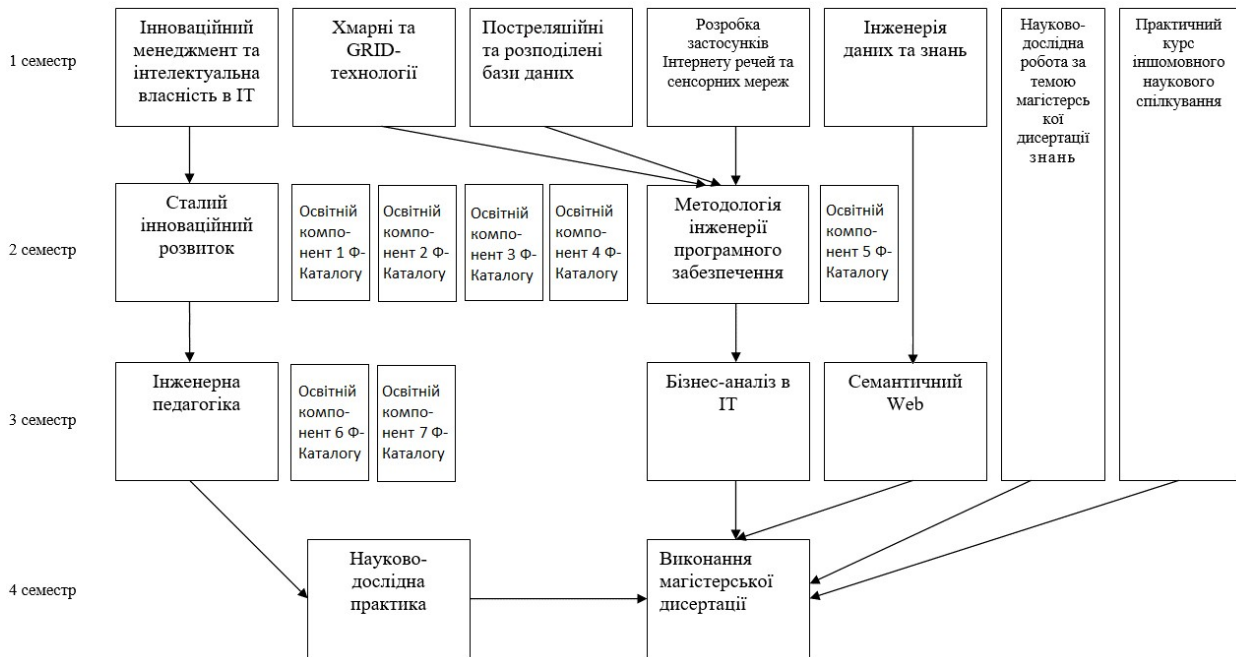 1 семестр
Інноваційний
менеджмент та
інтелектуальна
власність в ІТ
Хмарні та
GRID-
технології
Постреляційні
та розподілені
бази даних
Розробка
застосунків
Інтернету речей та
сенсорних мереж
Інженерія
даних та знань
Науково-
дослідна
робота за
темою
магістерсь
кої
дисертації
знань
Практичний
курс
іншомовного
наукового
спілкування
2 семестр
Сталий
інноваційний
розвиток
Освітній
компо-
нент 1 Ф-
Каталогу
Освітній
компо-
нент 2 Ф-
Каталогу
Освітній
компо-
нент 3 Ф-
Каталогу
Освітній
компо-
нент 4 Ф-
Каталогу
Методологія
інженерії
програмного
забезпечення
Освітній
компо-
нент 5 Ф-
Каталогу
3 семестр
Інженерна
педагогіка
Освітній
компо-
нент 6 Ф-
Каталогу
Освітній
компо-
нент 7 Ф-
Каталогу
Бізнес-аналіз в
ІТ
Семантичний
Web
4 семестр
Науково-
дослідна
практика
Виконання
магістерської
дисертації